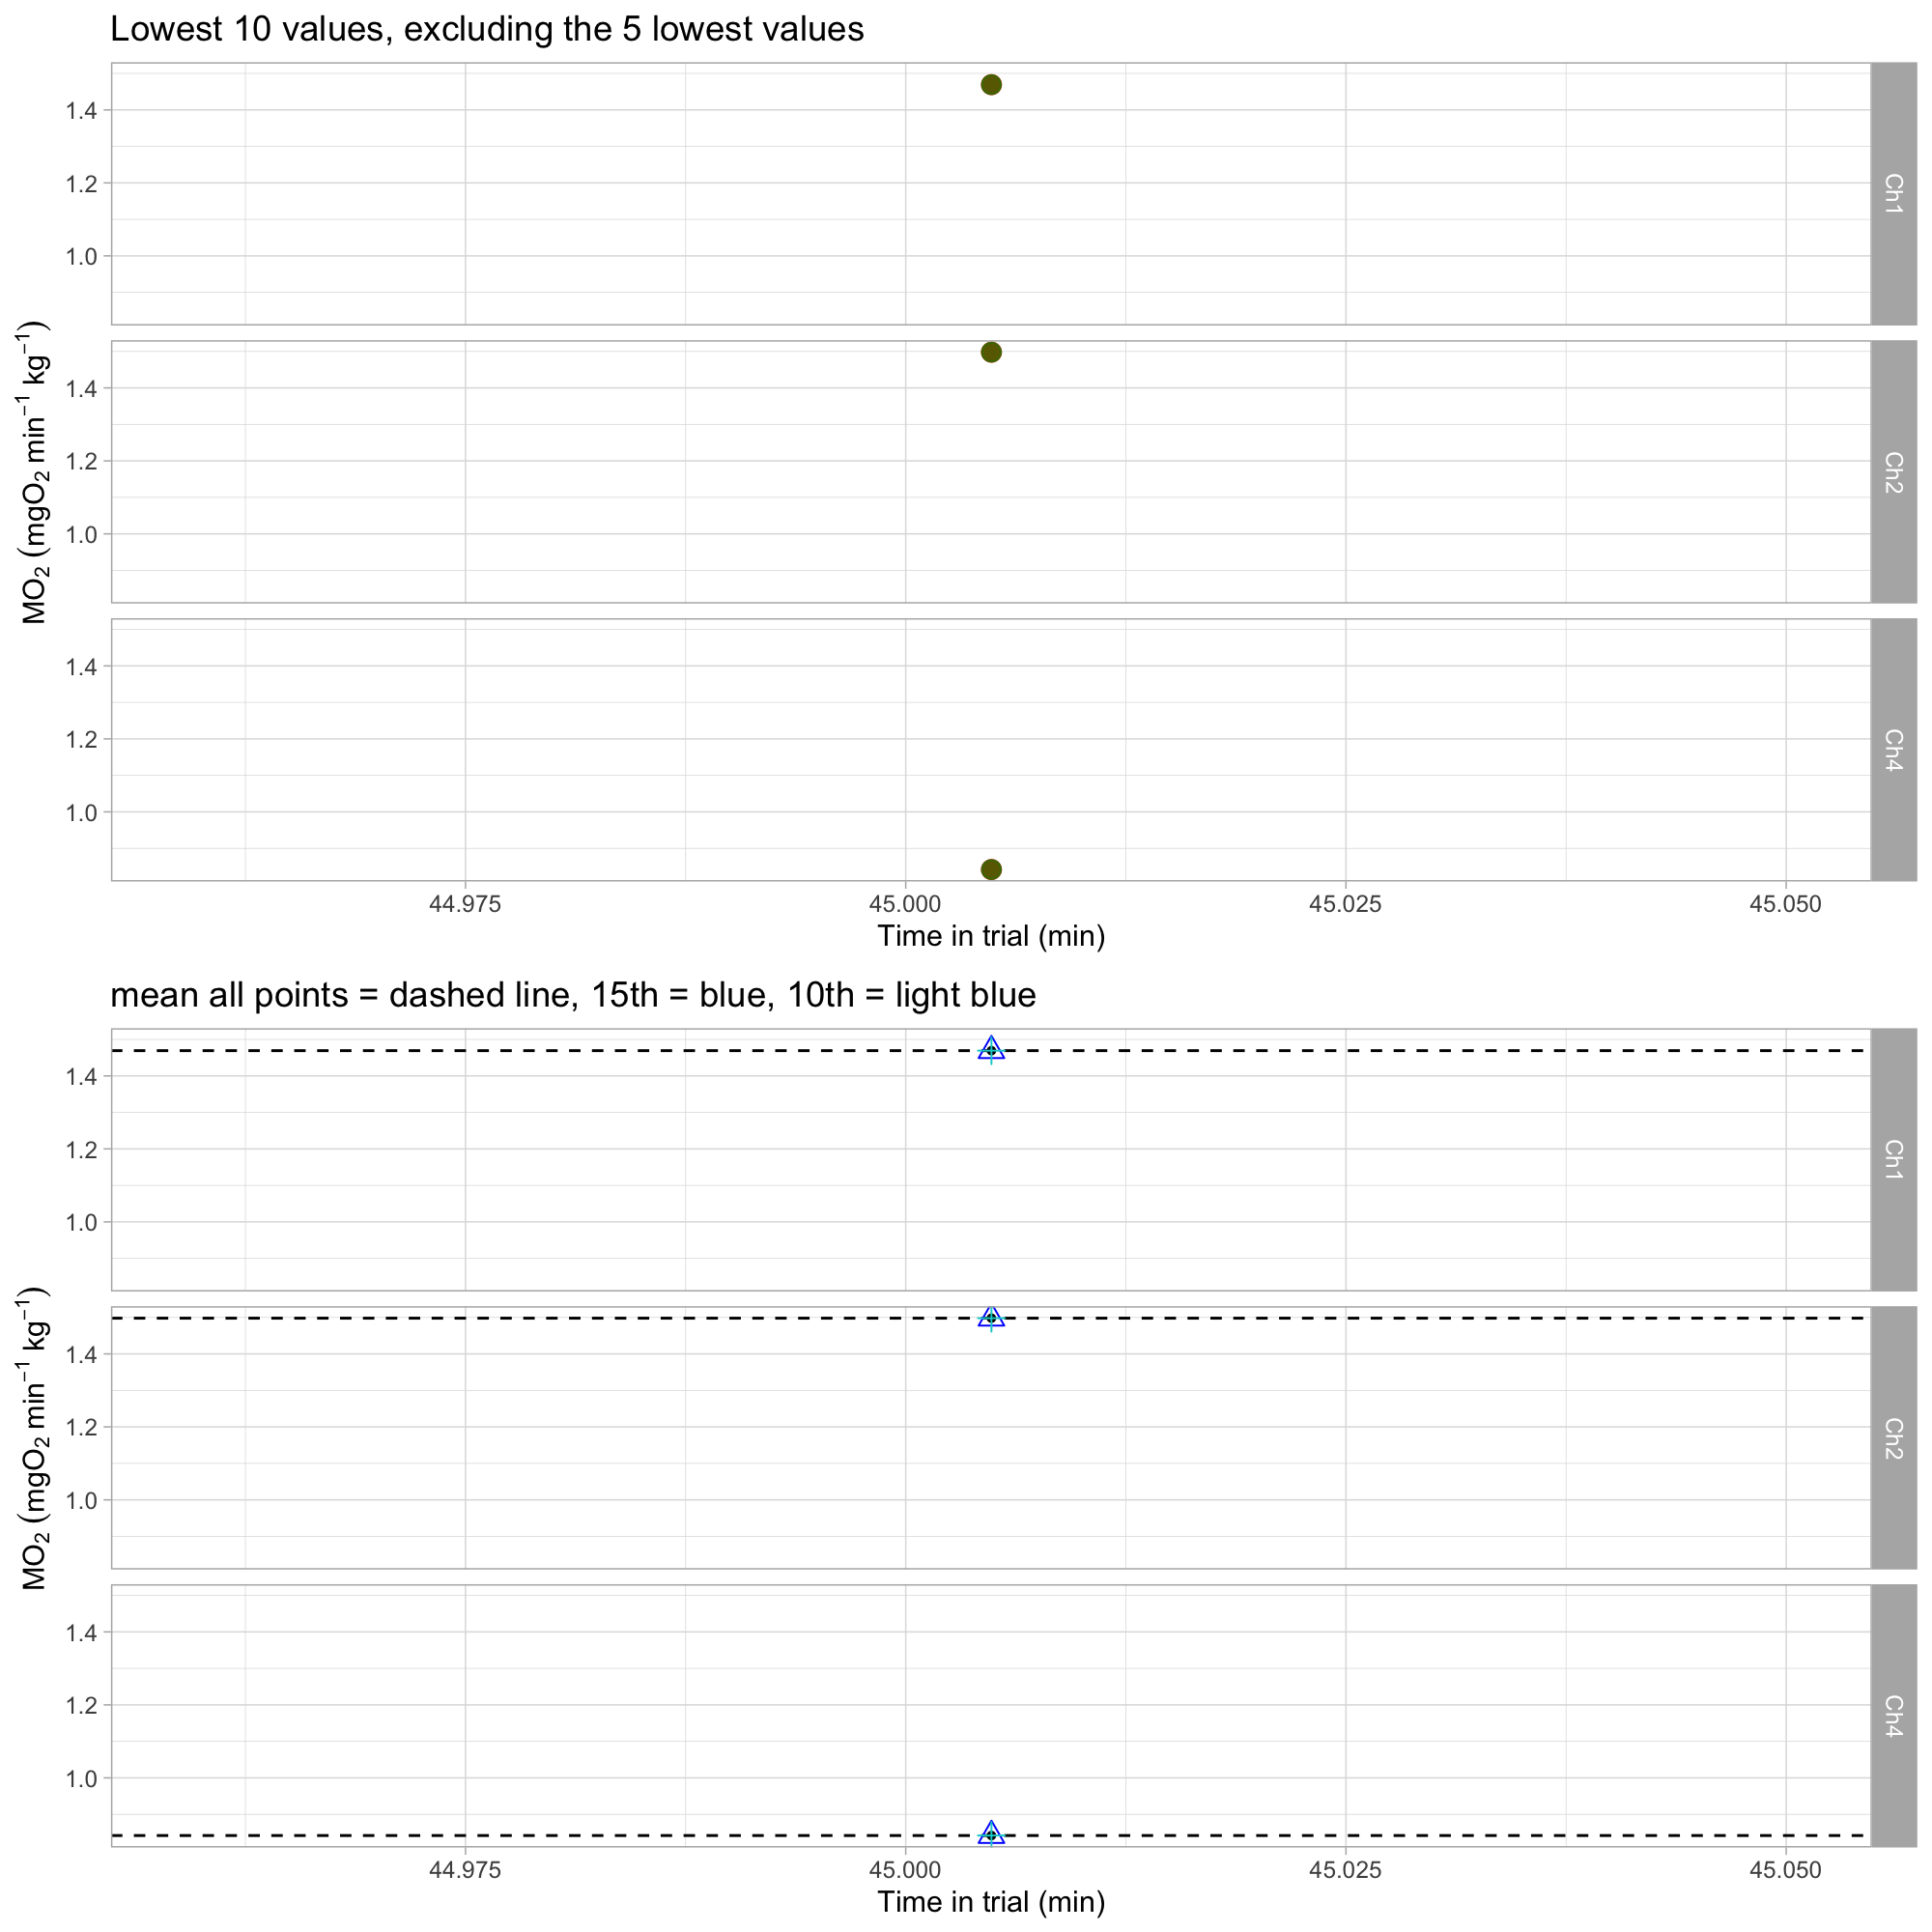 Lowest 10 values, excluding the 5 lowest values
MO₂ (mgO₂ min⁻¹ kg⁻¹)
1.4
1.2
1.0
Ch1
1.4
1.2
1.0
Ch2
1.4
1.2
1.0
Ch4
44.975 45.000 45.025 45.050
Time in trial (min)
mean all points = dashed line, 15th = blue, 10th = light blue
MO₂ (mgO₂ min⁻¹ kg⁻¹)
1.4
1.2
1.0
Ch1
1.4
1.2
1.0
Ch2
1.4
1.2
1.0
Ch4
44.975 45.000 45.025 45.050
Time in trial (min)